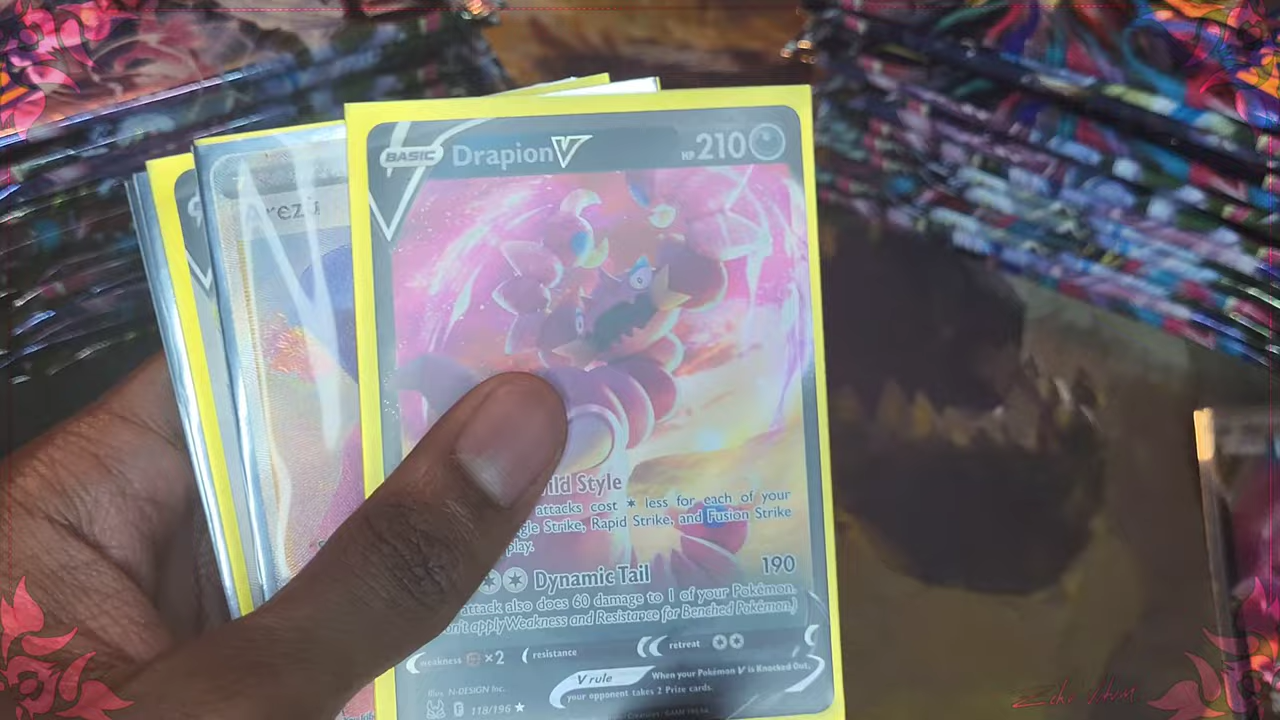 BASIC Drapion V HP 210
rezu
ild Style
attacks cost less for each of your
gle Strike, Rapid Strike, and Fusion Strike
play.
Dynamic Tail 190
attack also does 60 damage to 1 of your Pokémon.
n't apply Weakness and Resistance for Benched Pokémon.)
weakness ×2 resistance retreat
V rule When your Pokémon V is Knocked Out,
your opponent takes 2 Prize cards.
Illus. N-DESIGN Inc.
F 118/196 ★